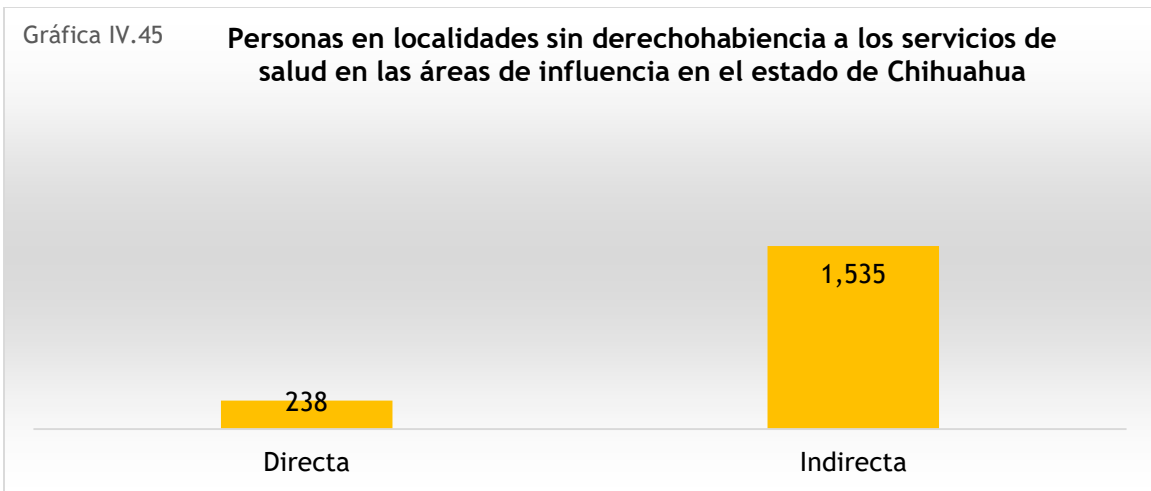 Gráfica IV.45
Personas en localidades sin derechohabiencia a los servicios de
salud en las áreas de influencia en el estado de Chihuahua
1,535
238
Directa
Indirecta